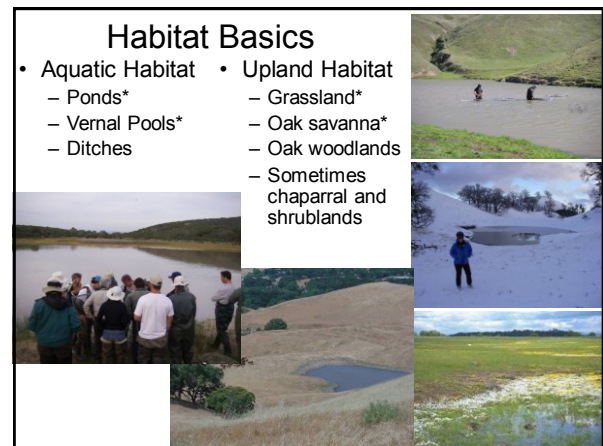 Habitat Basics
• Aquatic Habitat
– Ponds*
– Vernal Pools*
– Ditches
• Upland Habitat
– Grassland*
– Oak savanna*
– Oak woodlands
– Sometimes
chaparral and
shrublands